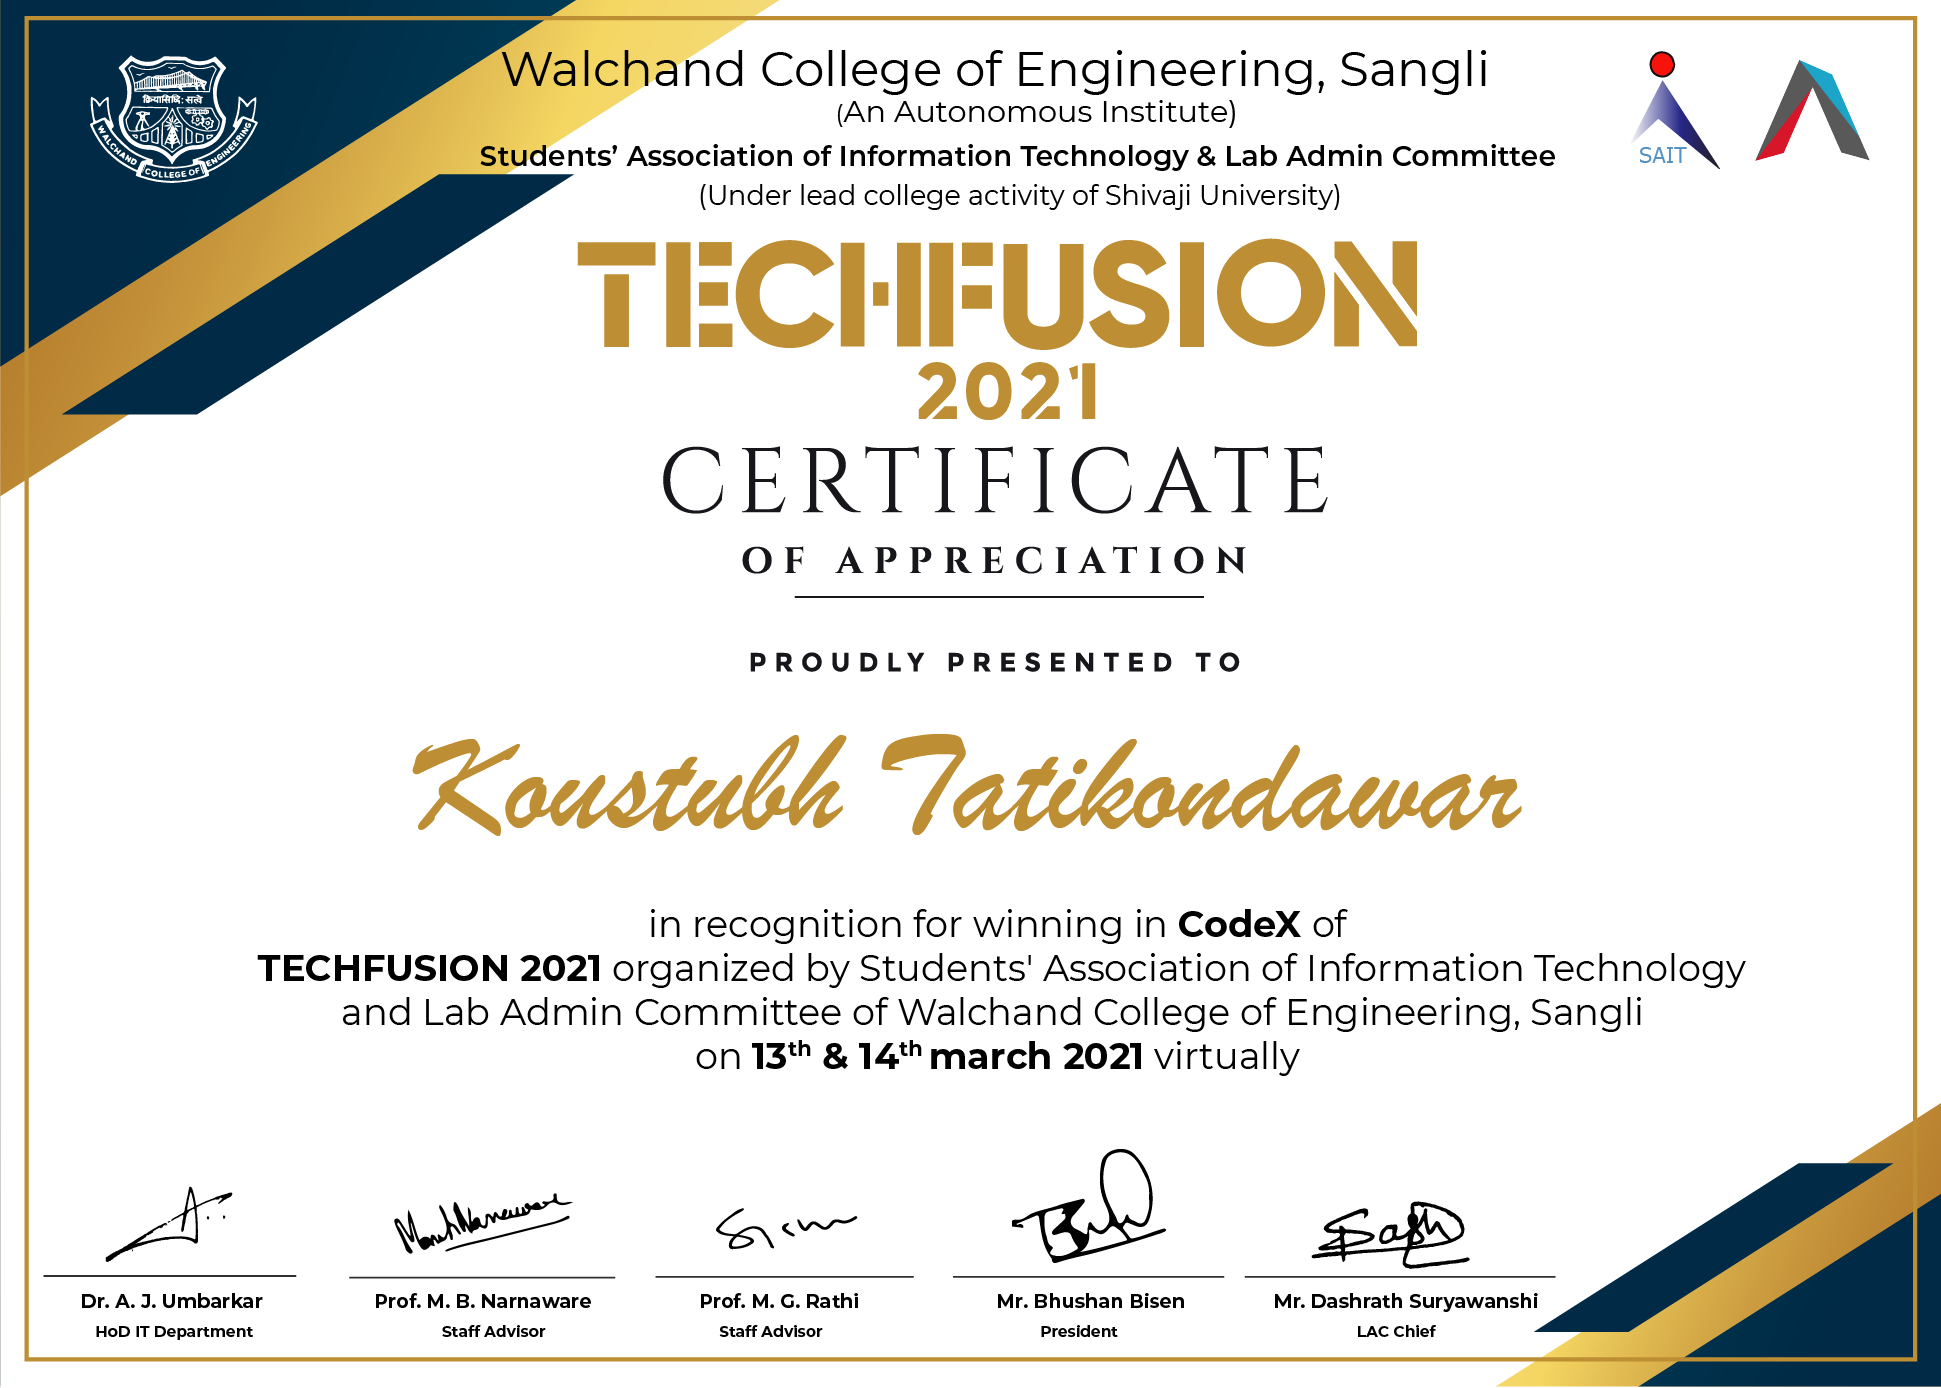 Walchand College of Engineering, Sangli
(An Autonomous Institute)
Students' Association of Information Technology & Lab Admin Committee
(Under lead college activity of Shivaji University)
क्रियासिद्धि: सत्वे
WALCHAND COLLEGE OF ENGINEERING
SAIT
TECHFUSION
2021
CERTIFICATE
OF APPRECIATION
PROUDLY PRESENTED TO
Koustubh Tatikondawar
in recognition for winning in CodeX of
TECHFUSION 2021 organized by Students' Association of Information Technology
and Lab Admin Committee of Walchand College of Engineering, Sangli
on 13th & 14th march 2021 virtually
Dr. A. J. Umbarkar
HoD IT Department
Prof. M. B. Narnaware
Staff Advisor
Prof. M. G. Rathi
Staff Advisor
Mr. Bhushan Bisen
President
Mr. Dashrath Suryawanshi
LAC Chief